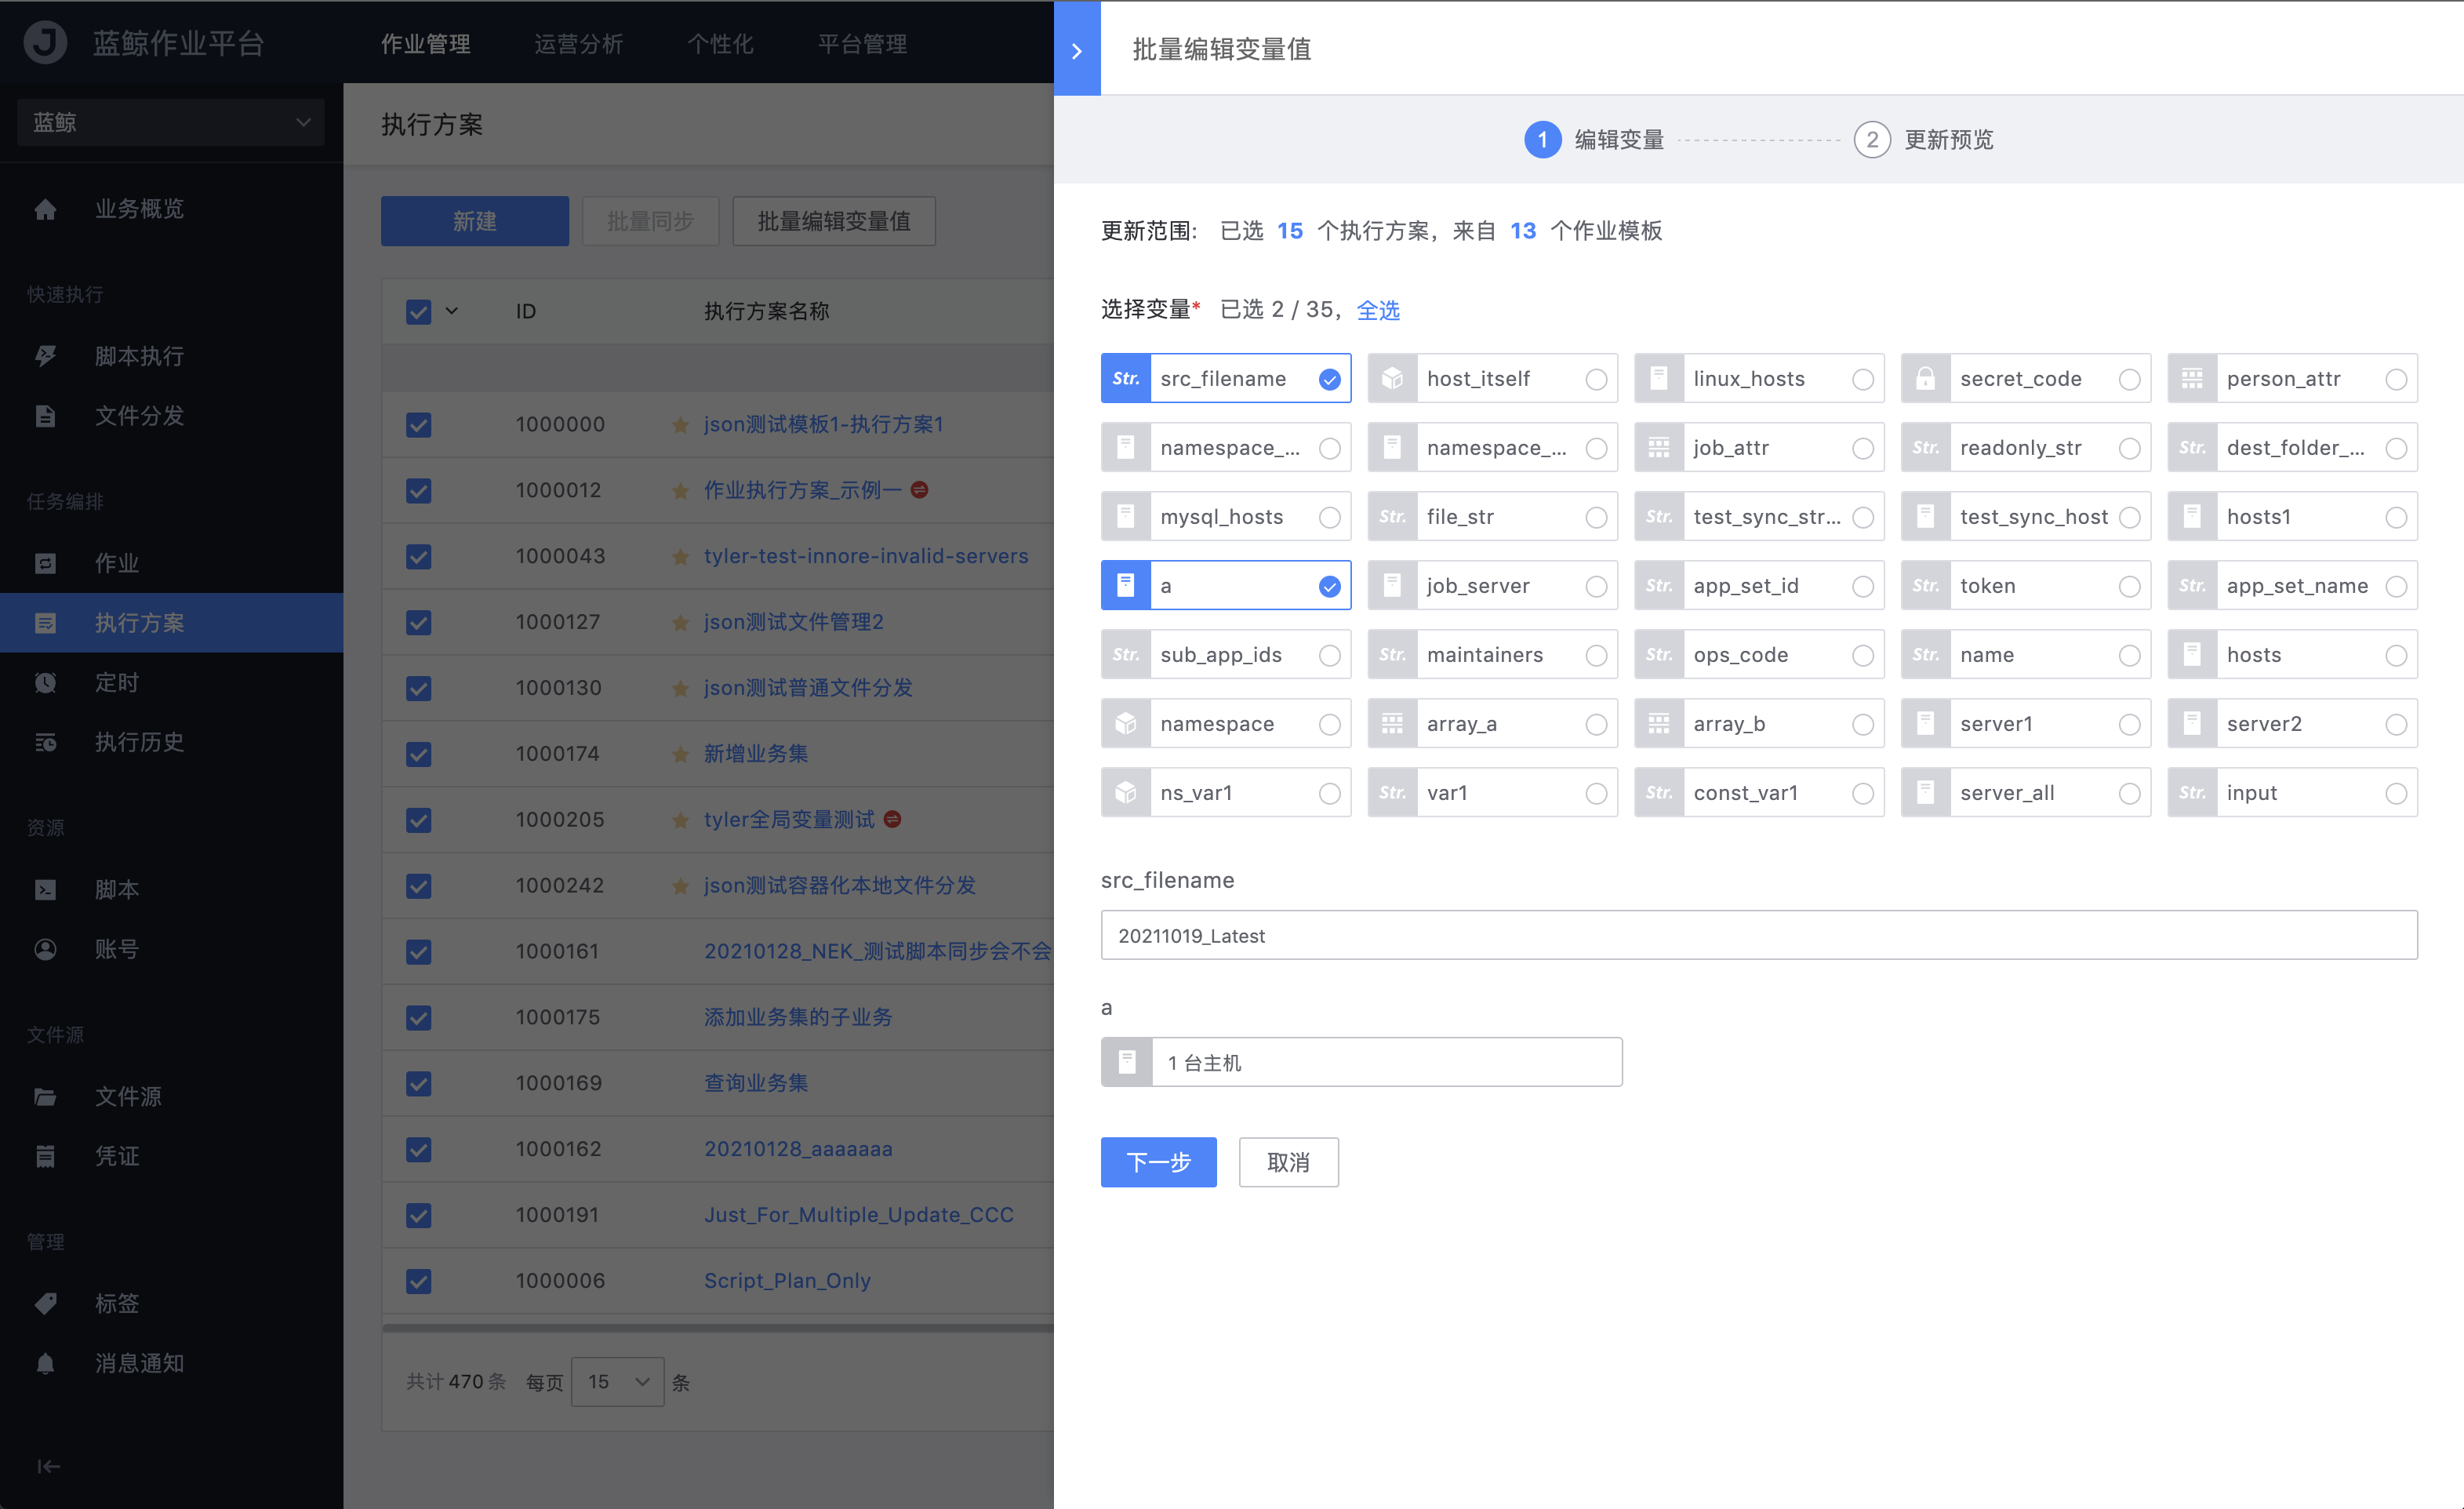 J 蓝鲸作业平台
作业管理 运营分析 个性化 平台管理
蓝鲸
业务概览
快速执行
脚本执行
文件分发
任务编排
作业
执行方案
定时
执行历史
资源
脚本
账号
文件源
文件源
凭证
管理
标签
消息通知
执行方案
新建 批量同步 批量编辑变量值
ID 执行方案名称
1000000 json测试模板1-执行方案1
1000012 作业执行方案_示例一
1000043 tyler-test-innore-invalid-servers
1000127 json测试文件管理2
1000130 json测试普通文件分发
1000174 新增业务集
1000205 tyler全局变量测试
1000242 json测试容器化本地文件分发
1000161 20210128_NEK_测试脚本同步会不会
1000175 添加业务集的子业务
1000169 查询业务集
1000162 20210128_aaaaaaa
1000191 Just_For_Multiple_Update_CCC
1000006 Script_Plan_Only
共计 470 条 每页 15 条
批量编辑变量值
1 编辑变量 2 更新预览
更新范围: 已选 15 个执行方案，来自 13 个作业模板
选择变量* 已选 2 / 35， 全选
Str. src_filename host_itself linux_hosts secret_code person_attr
namespace_... namespace_... job_attr Str. readonly_str Str. dest_folder_...
mysql_hosts Str. file_str Str. test_sync_str... test_sync_host hosts1
a job_server Str. app_set_id Str. token Str. app_set_name
Str. sub_app_ids Str. maintainers Str. ops_code Str. name hosts
namespace array_a array_b server1 server2
ns_var1 Str. var1 Str. const_var1 server_all Str. input
src_filename
20211019_Latest
a
1 台主机
下一步 取消